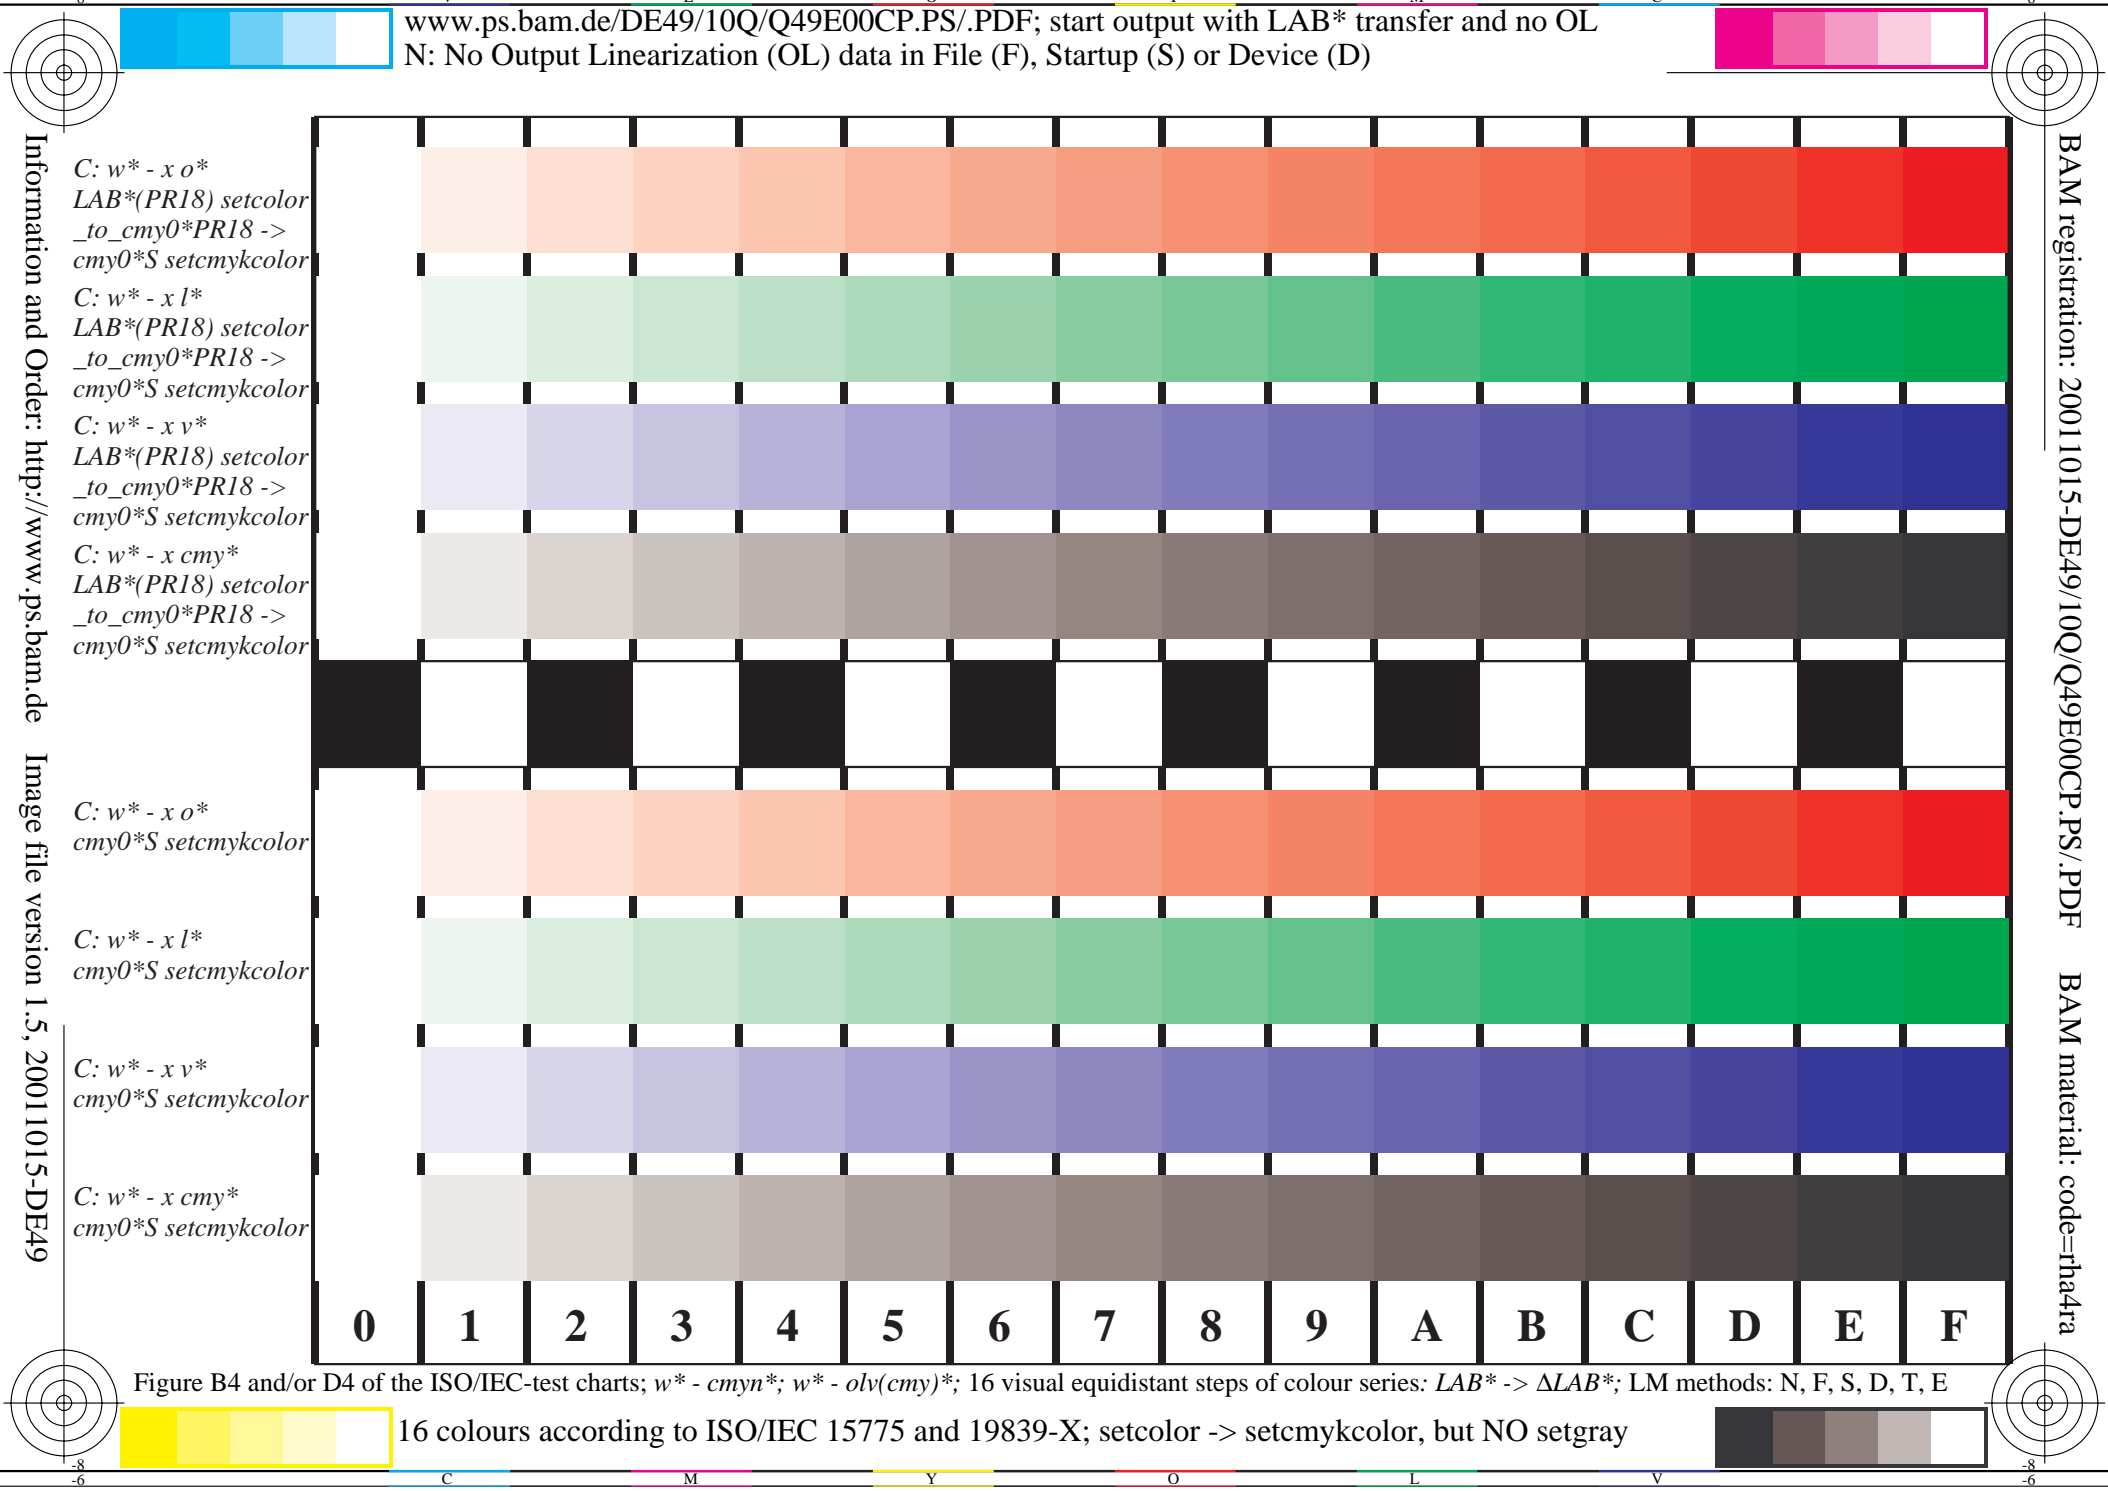 www.ps.bam.de/DE49/10Q/Q49E00CP.PS/.PDF; start output with LAB* transfer and no OL
N: No Output Linearization (OL) data in File (F), Startup (S) or Device (D)
Information and Order: http://www.ps.bam.de Image file version 1.5, 20011015-DE49
C: w* - x o*
LAB*(PR18) setcolor
_to_cmy0*PR18 ->
cmy0*S setcmykcolor
C: w* - x l*
LAB*(PR18) setcolor
_to_cmy0*PR18 ->
cmy0*S setcmykcolor
C: w* - x v*
LAB*(PR18) setcolor
_to_cmy0*PR18 ->
cmy0*S setcmykcolor
C: w* - x cmy*
LAB*(PR18) setcolor
_to_cmy0*PR18 ->
cmy0*S setcmykcolor
C: w* - x o*
cmy0*S setcmykcolor
C: w* - x l*
cmy0*S setcmykcolor
C: w* - x v*
cmy0*S setcmykcolor
C: w* - x cmy*
cmy0*S setcmykcolor
0 1 2 3 4 5 6 7 8 9 A B C D E F
BAM registration: 20011015-DE49/10Q/Q49E00CP.PS/.PDF BAM material: code=rha4ra
Figure B4 and/or D4 of the ISO/IEC-test charts; w* - cmyn*; w* - olv(cmy)*; 16 visual equidistant steps of colour series: LAB* -> ΔLAB*; LM methods: N, F, S, D, T, E
16 colours according to ISO/IEC 15775 and 19839-X; setcolor -> setcmykcolor, but NO setgray
-8 -8
-6 C M Y O L V -6